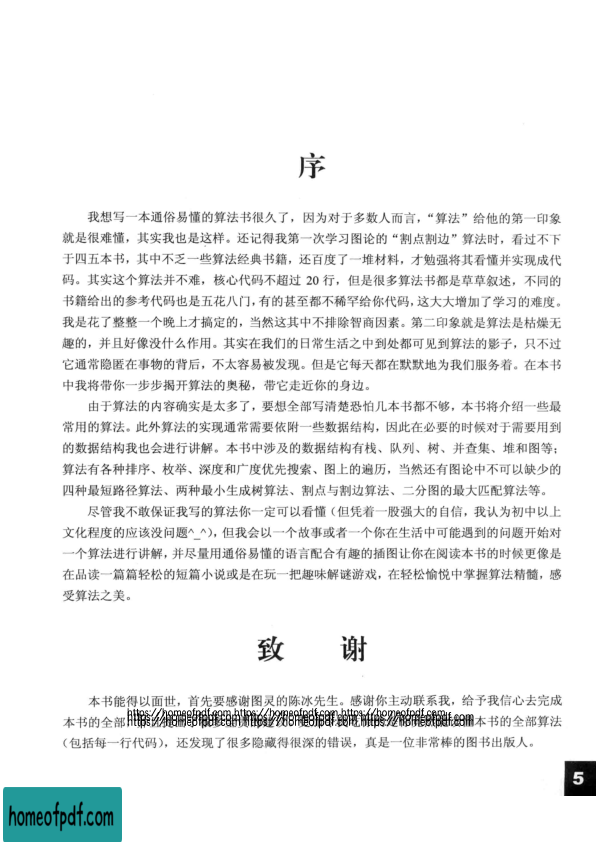 序
我想写一本通俗易懂的算法书很久了，因为对于多数人而言，“算法”给他的第一印象
就是很难懂，其实我也是这样。还记得我第一次学习图论的“割点割边”算法时，看过不下
于四五本书，其中不乏一些算法经典书籍，还百度了一堆材料，才勉强将其看懂并实现成代
码。其实这个算法并不难，核心代码不超过 20 行，但是很多算法书都是草草叙述，不同的
书籍给出的参考代码也是五花八门，有的甚至都不稀罕给你代码，这大大增加了学习的难度。
我是花了整整一个晚上才搞定的，当然这其中不排除智商因素。第二印象就是算法是枯燥无
趣的，并且好像没什么作用。其实在我们的日常生活之中到处都可见到算法的影子，只不过
它通常隐匿在事物的背后，不太容易被发现。但是它每天都在默默地为我们服务着。在本书
中我将带你一步步揭开算法的奥秘，带它走近你的身边。
由于算法的内容确实是太多了，要想全部写清楚恐怕几本书都不够，本书将介绍一些最
常用的算法。此外算法的实现通常需要依附一些数据结构，因此在必要的时候对于需要用到
的数据结构我也会进行讲解。本书中涉及的数据结构有栈、队列、树、并查集、堆和图等；
算法有各种排序、枚举、深度和广度优先搜索、图上的遍历，当然还有图论中不可以缺少的
四种最短路径算法、两种最小生成树算法、割点与割边算法、二分图的最大匹配算法等。
尽管我不敢保证我写的算法你一定可以看懂（但凭着一股强大的自信，我认为初中以上
文化程度的应该没问题^_^），但我会以一个故事或者一个你在生活中可能遇到的问题开始对
一个算法进行讲解，并尽量用通俗易懂的语言配合有趣的插图让你在阅读本书的时候更像是
在品读一篇篇轻松的短篇小说或是在玩一把趣味解谜游戏，在轻松愉悦中掌握算法精髓，感
受算法之美。
致 谢
本书能得以面世，首先要感谢图灵的陈冰先生。感谢你主动联系我，给予我信心去完成
https://homeofpdf.com https://homeofpdf.com https://homeofpdf.com
本书的全部 本书的全部算法
https://homeofpdf.com https://homeofpdf.com https://homeofpdf.com
（包括每一行代码），还发现了很多隐藏得很深的错误，真是一位非常棒的图书出版人。
5
homeofpdf.com